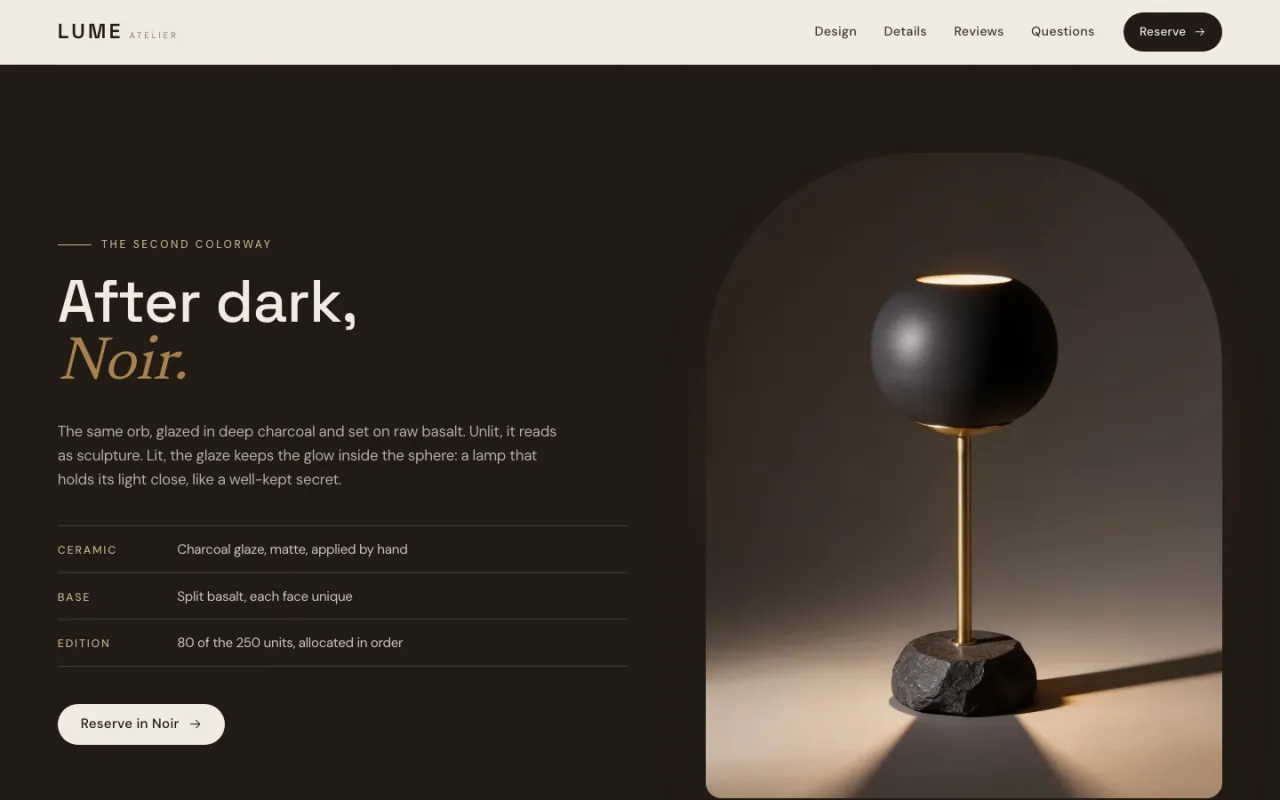 LUME ATELIER
Design
Details
Reviews
Questions
Reserve →
THE SECOND COLORWAY
After dark,
Noir.
The same orb, glazed in deep charcoal and set on raw basalt. Unlit, it reads
as sculpture. Lit, the glaze keeps the glow inside the sphere: a lamp that
holds its light close, like a well-kept secret.
CERAMIC Charcoal glaze, matte, applied by hand
BASE Split basalt, each face unique
EDITION 80 of the 250 units, allocated in order
Reserve in Noir →